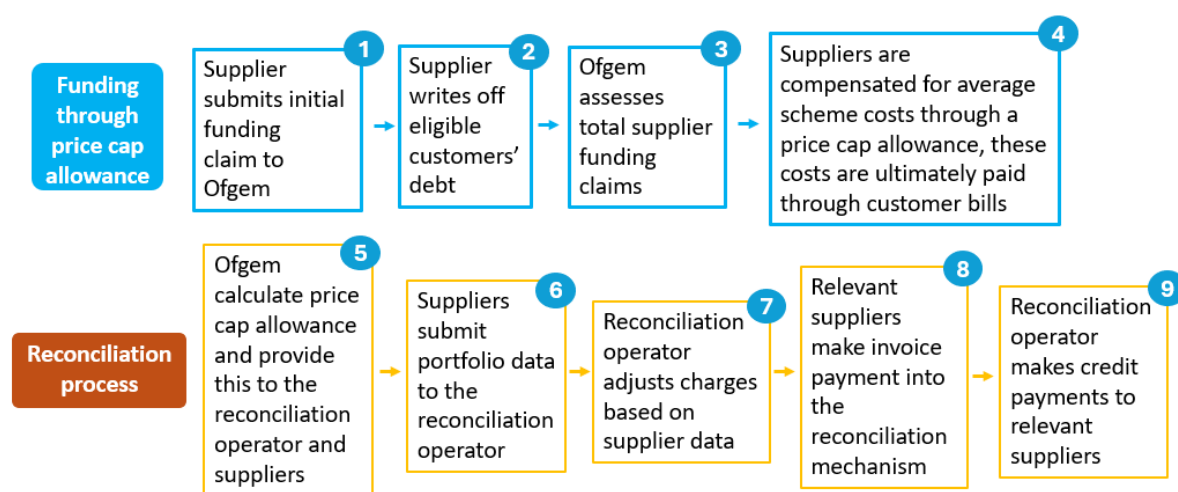 Funding
through
price cap
allowance
1
Supplier
submits initial
funding
claim to
Ofgem
2
Supplier
writes off
eligible
customers’
debt
3
Ofgem
assesses
total supplier
funding
claims
4
Suppliers are
compensated for average
scheme costs through a
price cap allowance, these
costs are ultimately paid
through customer bills
Reconciliation
process
5
Ofgem
calculate price
cap allowance
and provide
this to the
reconciliation
operator and
suppliers
6
Suppliers
submit
portfolio data
to the
reconciliation
operator
7
Reconciliation
operator
adjusts charges
based on
supplier data
8
Relevant
suppliers
make invoice
payment into
the
reconciliation
mechanism
9
Reconciliation
operator
makes credit
payments to
relevant
suppliers